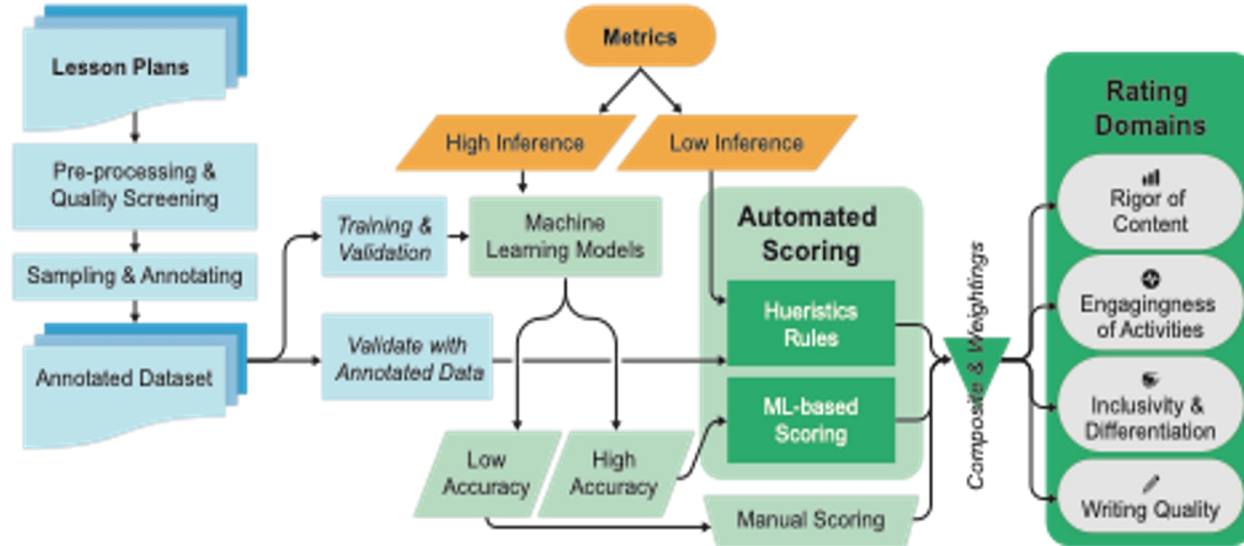 Lesson Plans
Pre-processing &
Quality Screening
Sampling & Annotating
Annotated Dataset
Training &
Validation
Validate with
Annotated Data
Metrics
High Inference
Low Inference
Machine
Learning Models
Low
Accuracy
High
Accuracy
Automated
Scoring
Hueristics
Rules
ML-based
Scoring
Manual Scoring
Composite & Weightings
Rating
Domains
Rigor of
Content
Engagingness
of Activities
Inclusivity &
Differentiation
Writing Quality